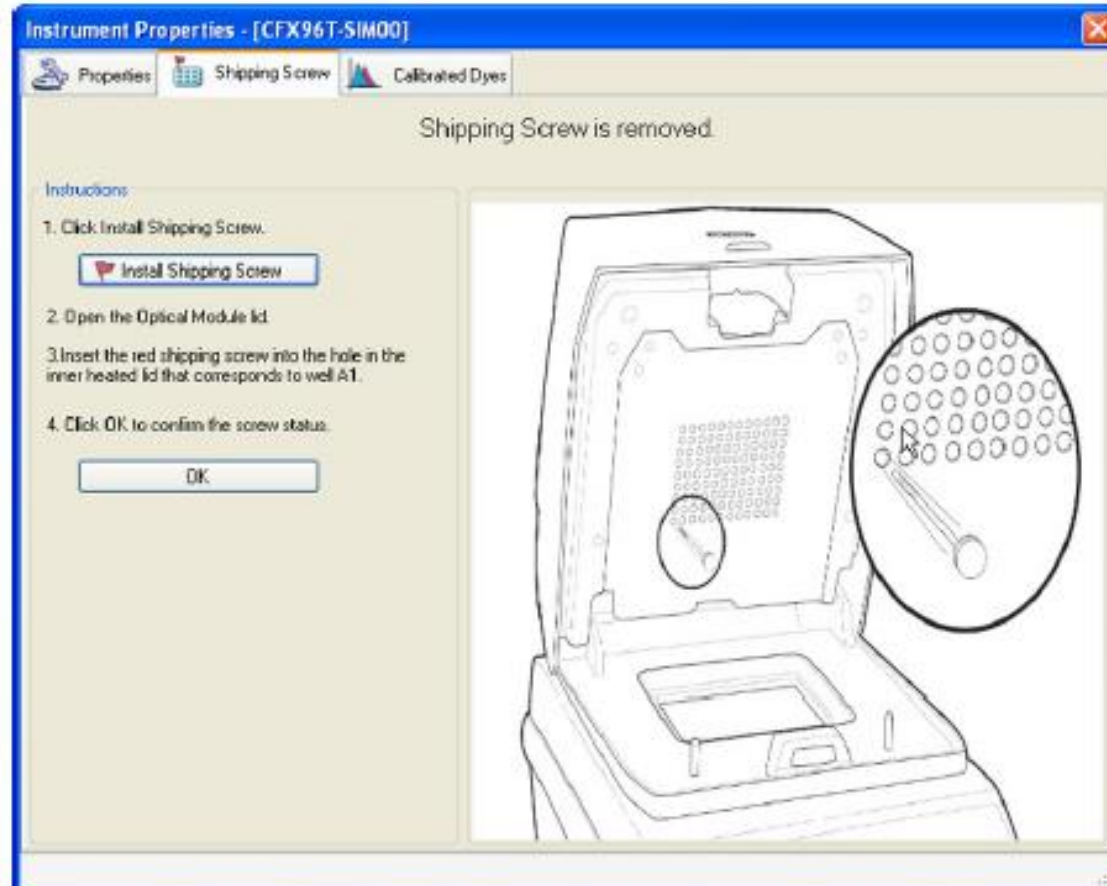 Instrument Properties - [CFX96T-SIM00]
Properties
Shipping Screw
Calibrated Dyes
Shipping Screw is removed.
Instructions
1. Click Install Shipping Screw.
Install Shipping Screw
2. Open the Optical Module lid.
3.Insert the red shipping screw into the hole in the
inner heated lid that corresponds to well A1.
4. Click OK to confirm the screw status.
OK